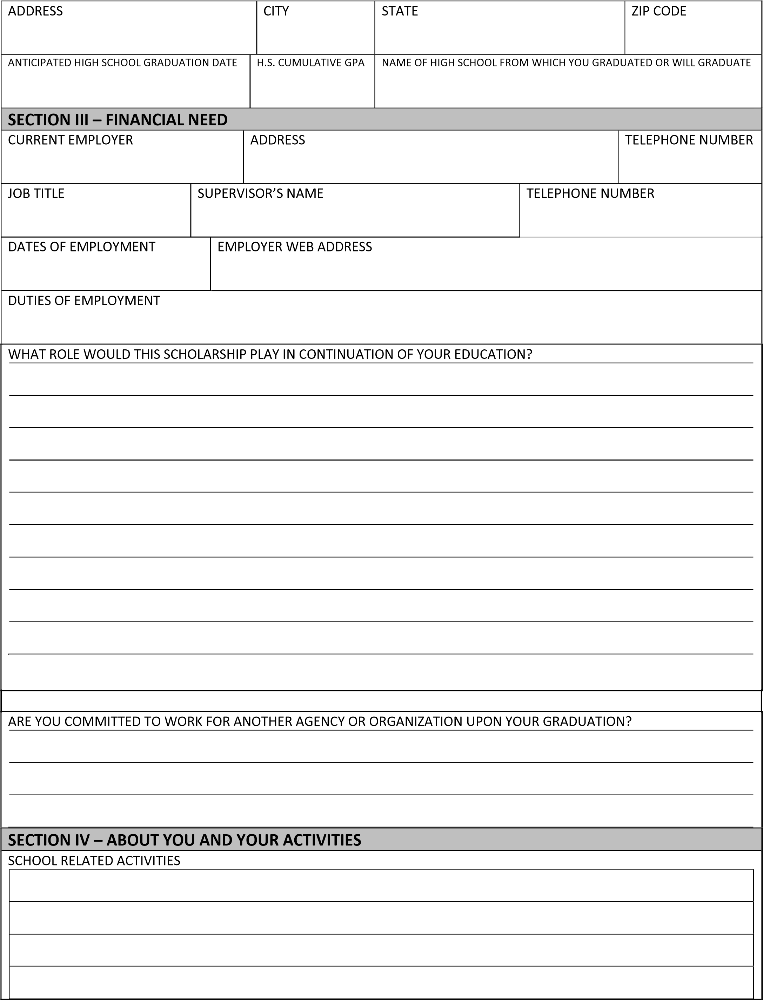 ADDRESS CITY STATE ZIP CODE
ANTICIPATED HIGH SCHOOL GRADUATION DATE H.S. CUMULATIVE GPA NAME OF HIGH SCHOOL FROM WHICH YOU GRADUATED OR WILL GRADUATE
SECTION III – FINANCIAL NEED
CURRENT EMPLOYER ADDRESS TELEPHONE NUMBER
JOB TITLE SUPERVISOR’S NAME TELEPHONE NUMBER
DATES OF EMPLOYMENT EMPLOYER WEB ADDRESS
DUTIES OF EMPLOYMENT
WHAT ROLE WOULD THIS SCHOLARSHIP PLAY IN CONTINUATION OF YOUR EDUCATION?
ARE YOU COMMITTED TO WORK FOR ANOTHER AGENCY OR ORGANIZATION UPON YOUR GRADUATION?
SECTION IV – ABOUT YOU AND YOUR ACTIVITIES
SCHOOL RELATED ACTIVITIES